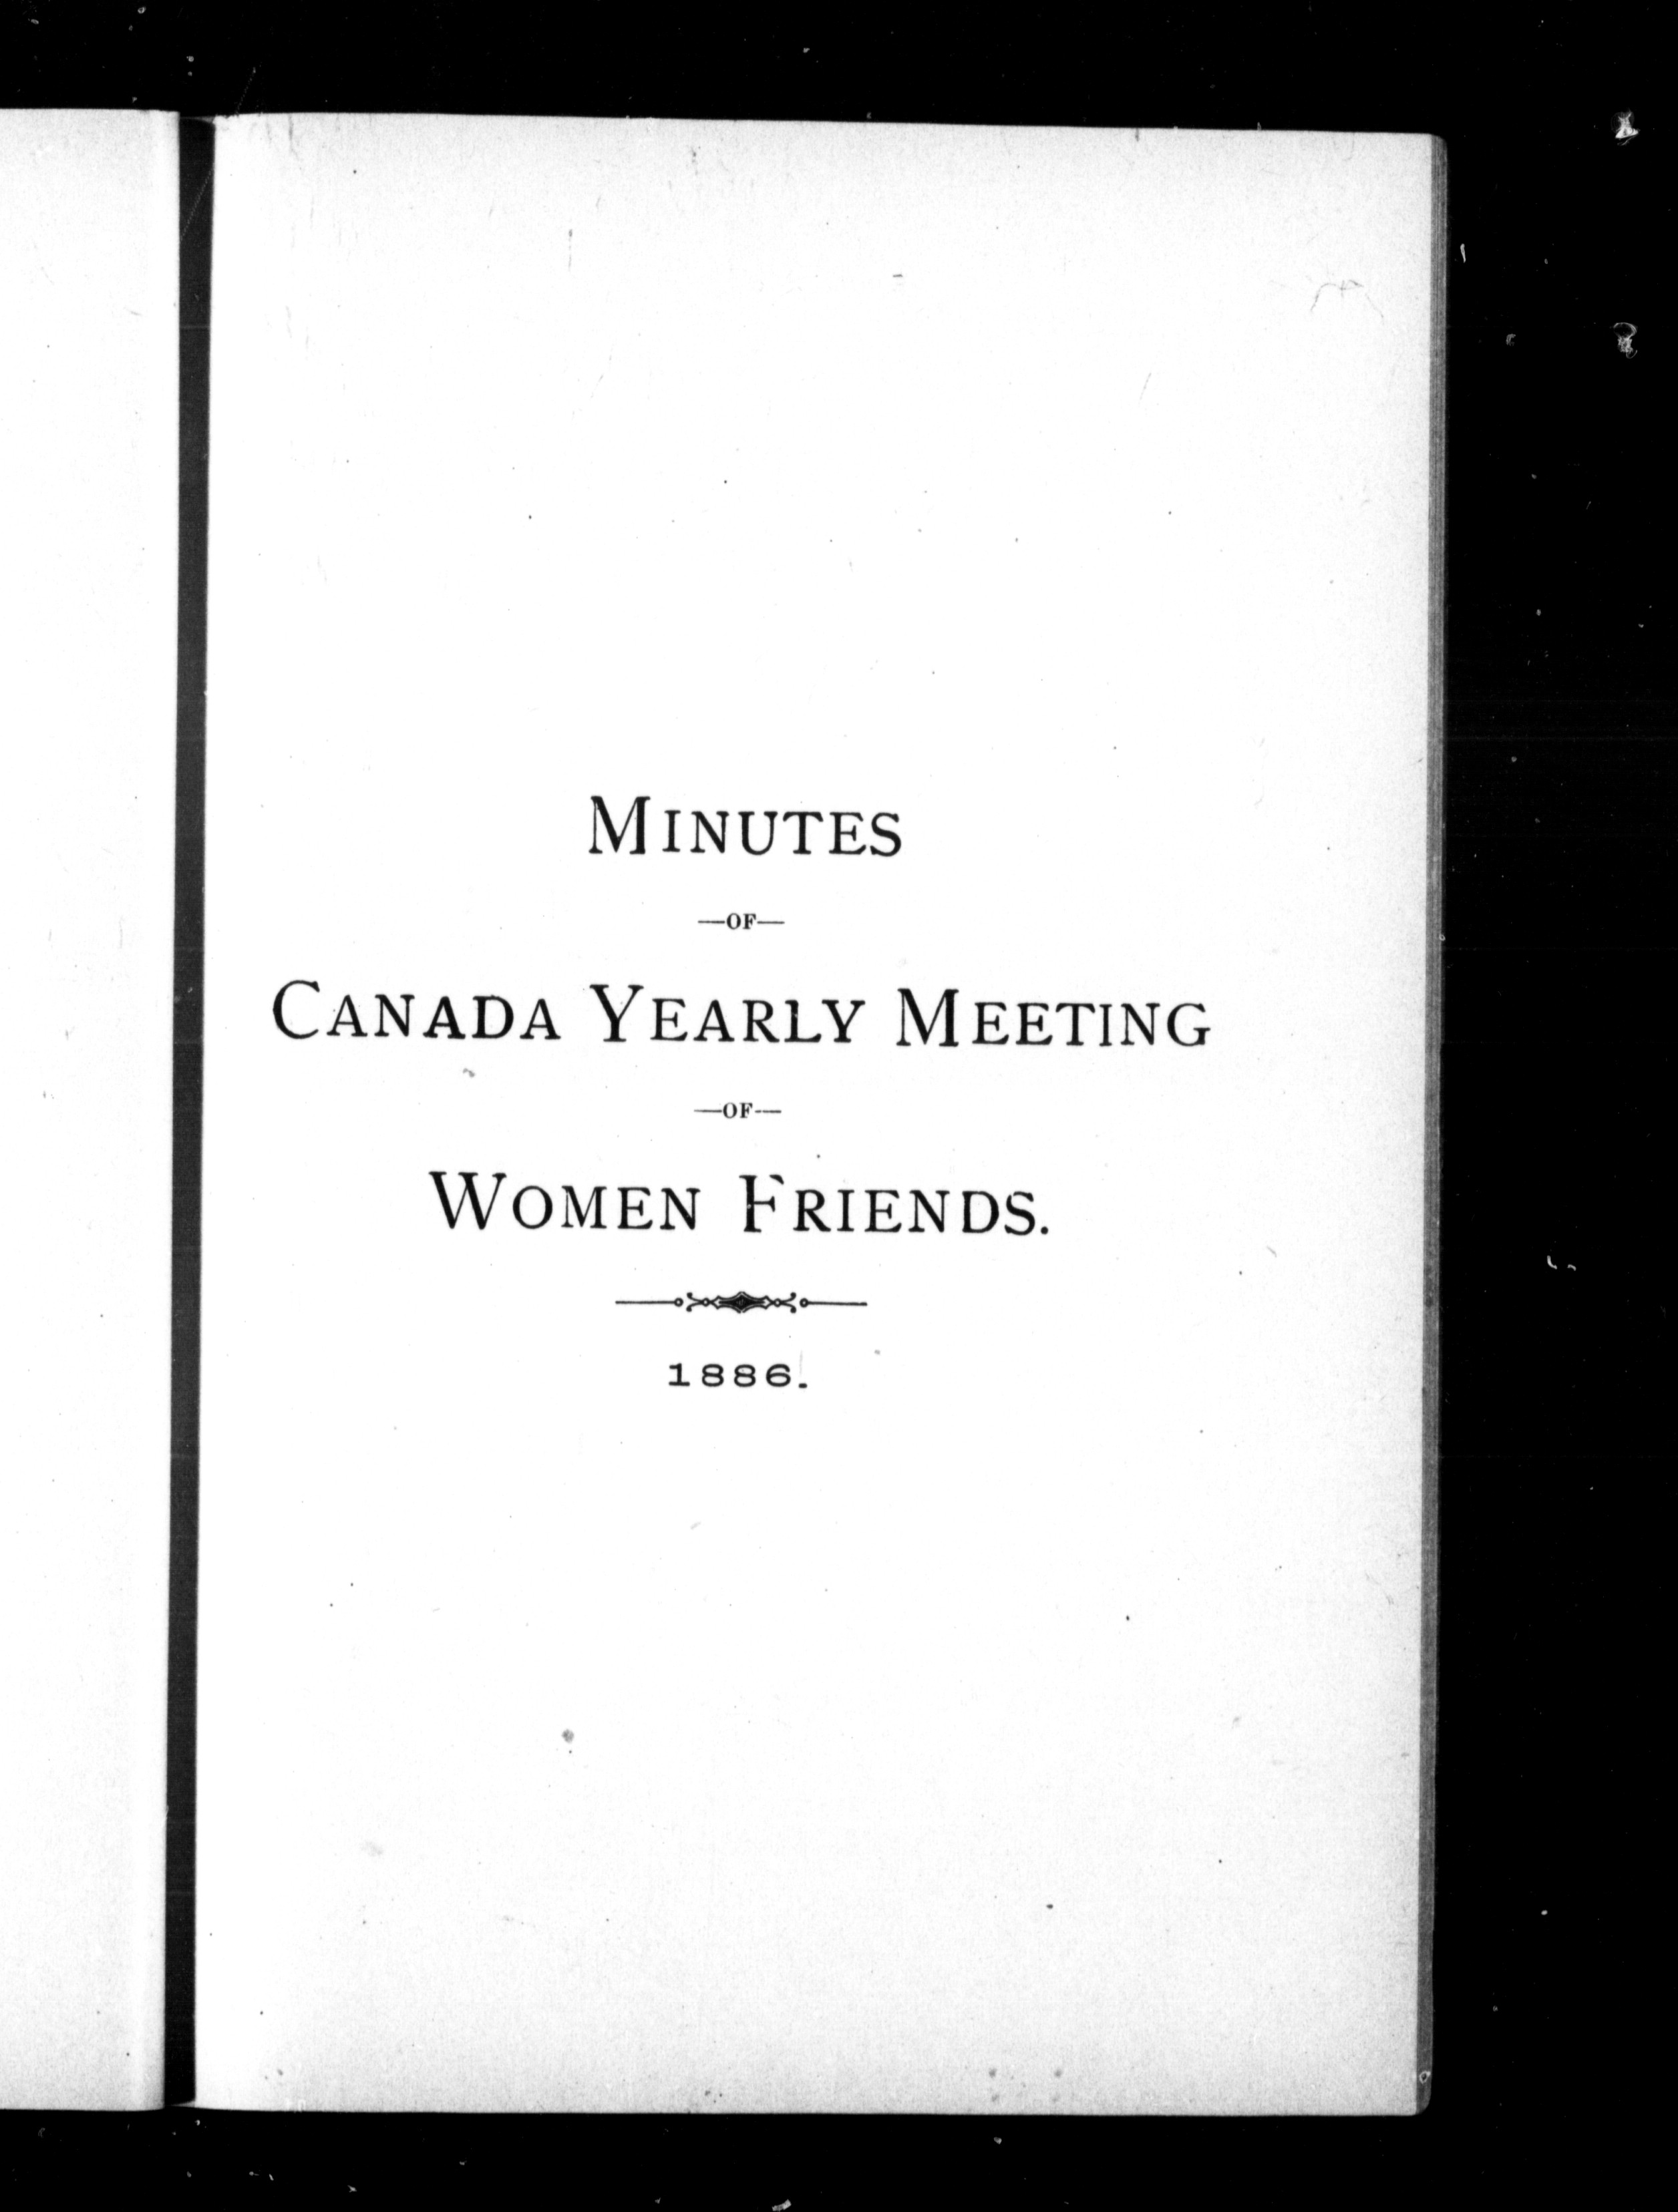 MINUTES
—OF—
CANADA YEARLY MEETING
—OF—
WOMEN FRIENDS.
1886.